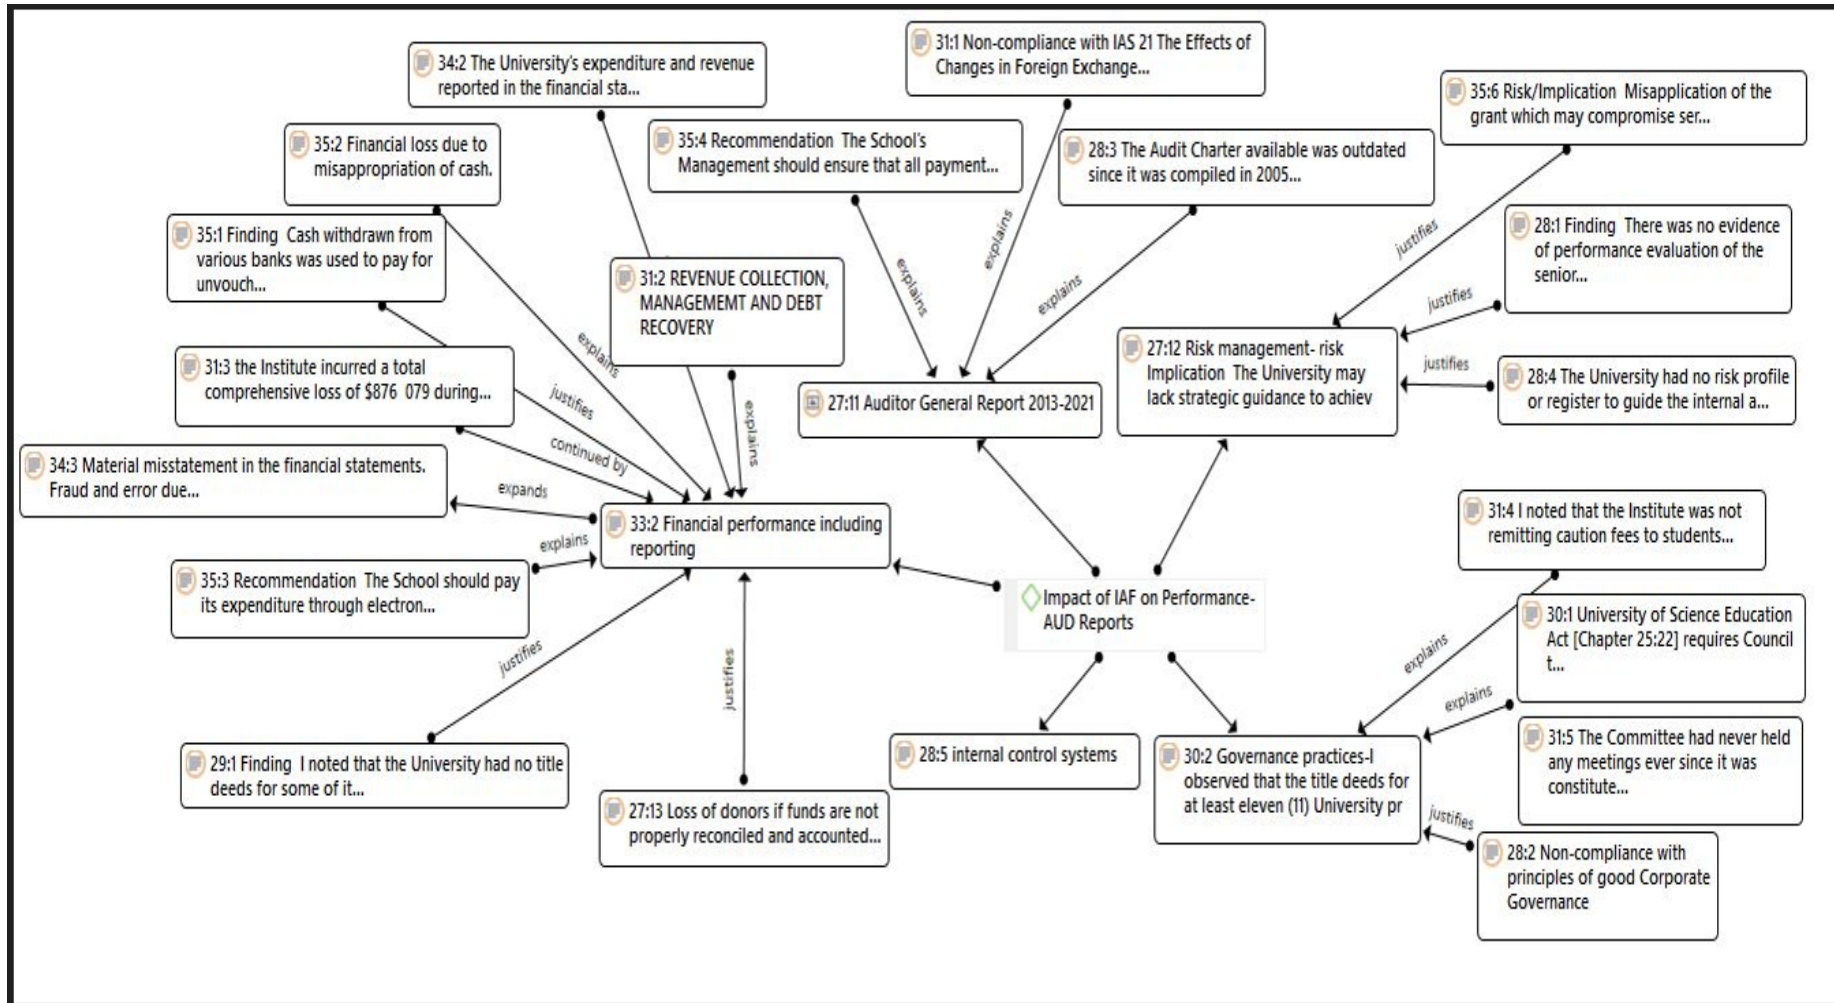 31:1 Non-compliance with IAS 21 The Effects of
Changes in Foreign Exchange...
34:2 The University's expenditure and revenue
reported in the financial sta...
35:6 Risk/Implication Misapplication of the
grant which may compromise ser...
35:2 Financial loss due to
misappropriation of cash.
35:4 Recommendation The School's
Management should ensure that all payment...
28:3 The Audit Charter available was outdated
since it was compiled in 2005...
35:1 Finding Cash withdrawn from
various banks was used to pay for
unvouch...
28:1 Finding There was no evidence
of performance evaluation of the
senior...
31:2 REVENUE COLLECTION,
MANAGEMEMT AND DEBT
RECOVERY
explains
explains
explains
justifies
justifies
31:3 the Institute incurred a total
comprehensive loss of $876 079 during...
explains
27:12 Risk management- risk
Implication The University may
lack strategic guidance to achiev
justifies
28:4 The University had no risk profile
or register to guide the internal a...
27:11 Auditor General Report 2013-2021
justifies
explains
continued by
34:3 Material misstatement in the financial statements.
Fraud and error due...
expands
33:2 Financial performance including
reporting
31:4 I noted that the Institute was not
remitting caution fees to students...
explains
35:3 Recommendation The School should pay
its expenditure through electron...
Impact of IAF on Performance-
AUD Reports
30:1 University of Science Education
Act [Chapter 25:22] requires Council
t...
justifies
justifies
explains
explains
29:1 Finding I noted that the University had no title
deeds for some of it...
28:5 internal control systems
30:2 Governance practices-I
observed that the title deeds for
at least eleven (11) University pr
31:5 The Committee had never held
any meetings ever since it was
constitute...
27:13 Loss of donors if funds are not
properly reconciled and accounted...
justifies
28:2 Non-compliance with
principles of good Corporate
Governance